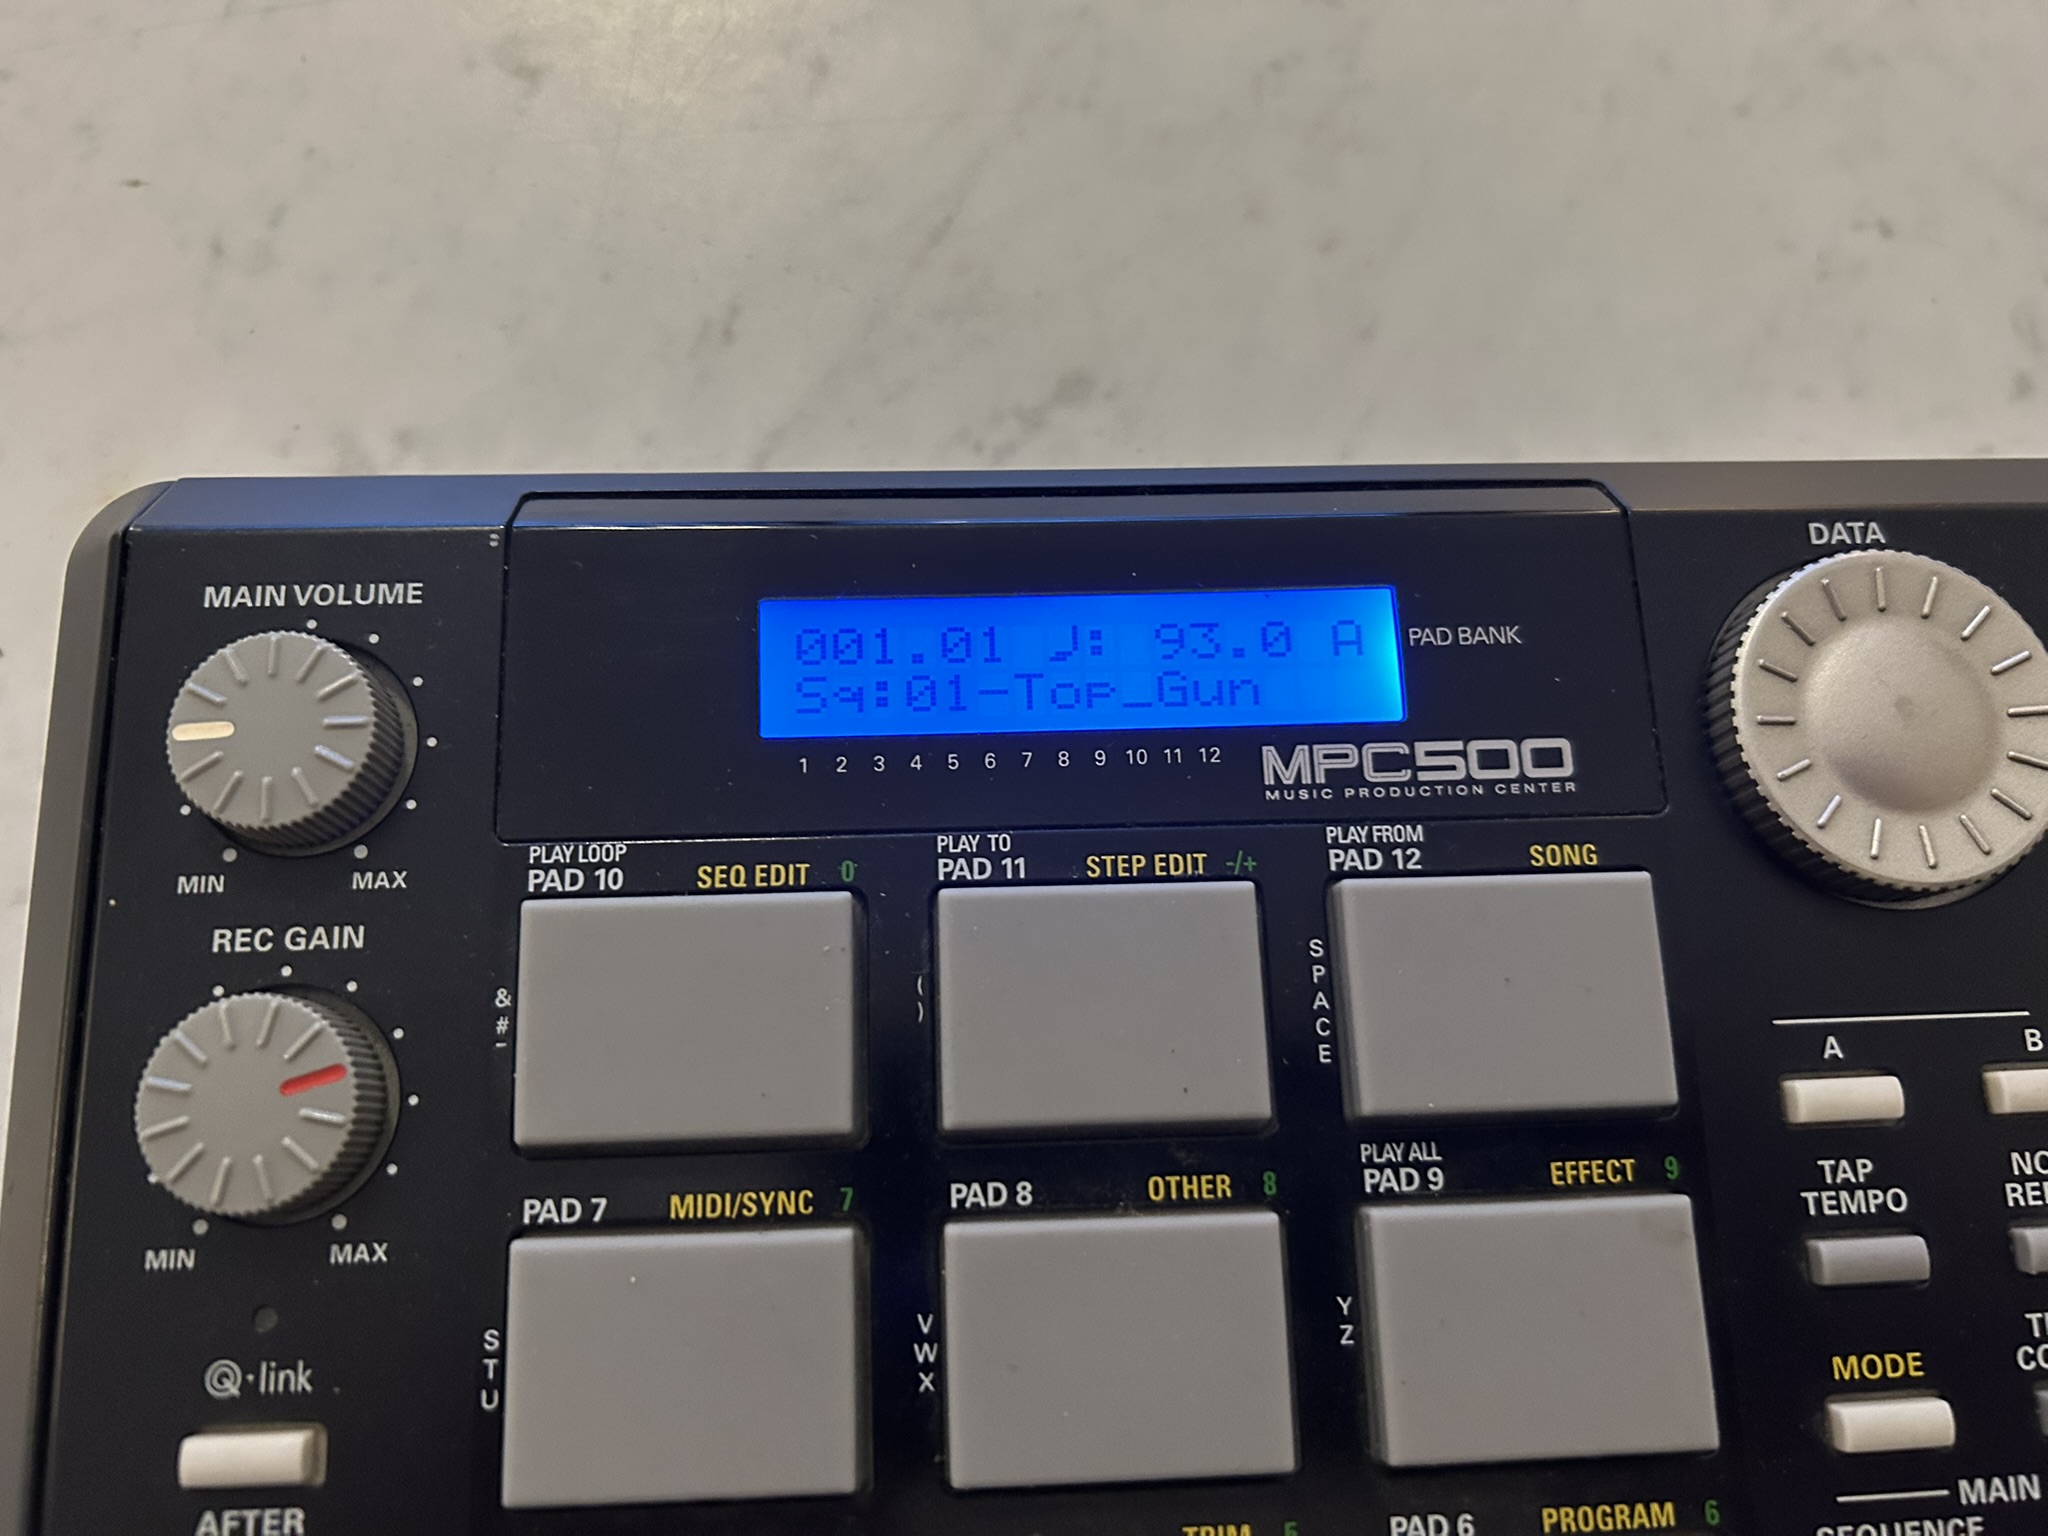 DATA
MAIN VOLUME
001.01 ♩: 93.0 A
PAD BANK
Sq:01-Top_Gun
1 2 3 4 5 6 7 8 9 10 11 12
MPC500
MUSIC PRODUCTION CENTER
MIN MAX
PLAY LOOP
PAD 10 SEQ EDIT 0
PLAY TO
PAD 11 STEP EDIT -/+
PLAY FROM
PAD 12 SONG
REC GAIN
&
#
-
(
)
S
P
A
C
E
A B
MIN MAX
PAD 7 MIDI/SYNC 7
PAD 8 OTHER 8
PLAY ALL
PAD 9 EFFECT 9
TAP
TEMPO
Q-link
S
T
U
V
W
X
Y
Z
MODE
AFTER
TRIM 5
PAD 6 PROGRAM 6
MAIN
SEQUENCE